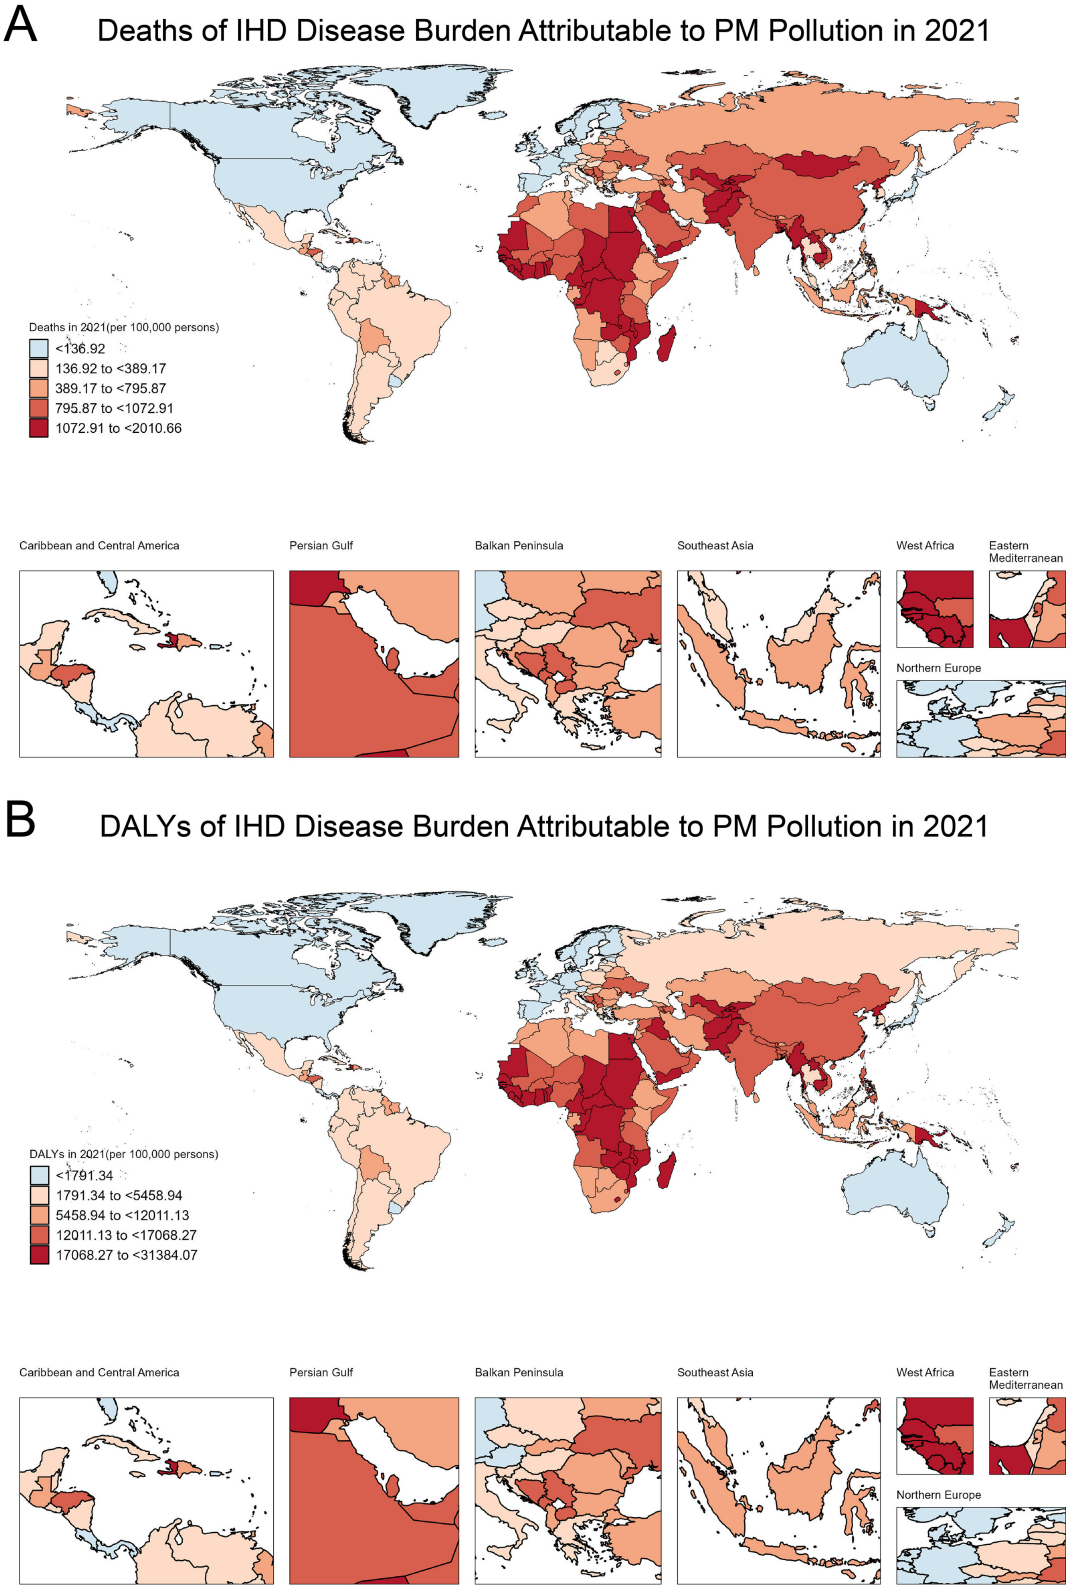 A
Deaths of IHD Disease Burden Attributable to PM Pollution in 2021
Deaths in 2021(per 100,000 persons)
<136.92
136.92 to <389.17
389.17 to <795.87
795.87 to <1072.91
1072.91 to <2010.66
Caribbean and Central America
Persian Gulf
Balkan Peninsula
Southeast Asia
West Africa
Eastern
Mediterranean
Northern Europe
B
DALYs of IHD Disease Burden Attributable to PM Pollution in 2021
DALYs in 2021(per 100,000 persons)
<1791.34
1791.34 to <5458.94
5458.94 to <12011.13
12011.13 to <17068.27
17068.27 to <31384.07
Caribbean and Central America
Persian Gulf
Balkan Peninsula
Southeast Asia
West Africa
Eastern
Mediterranean
Northern Europe